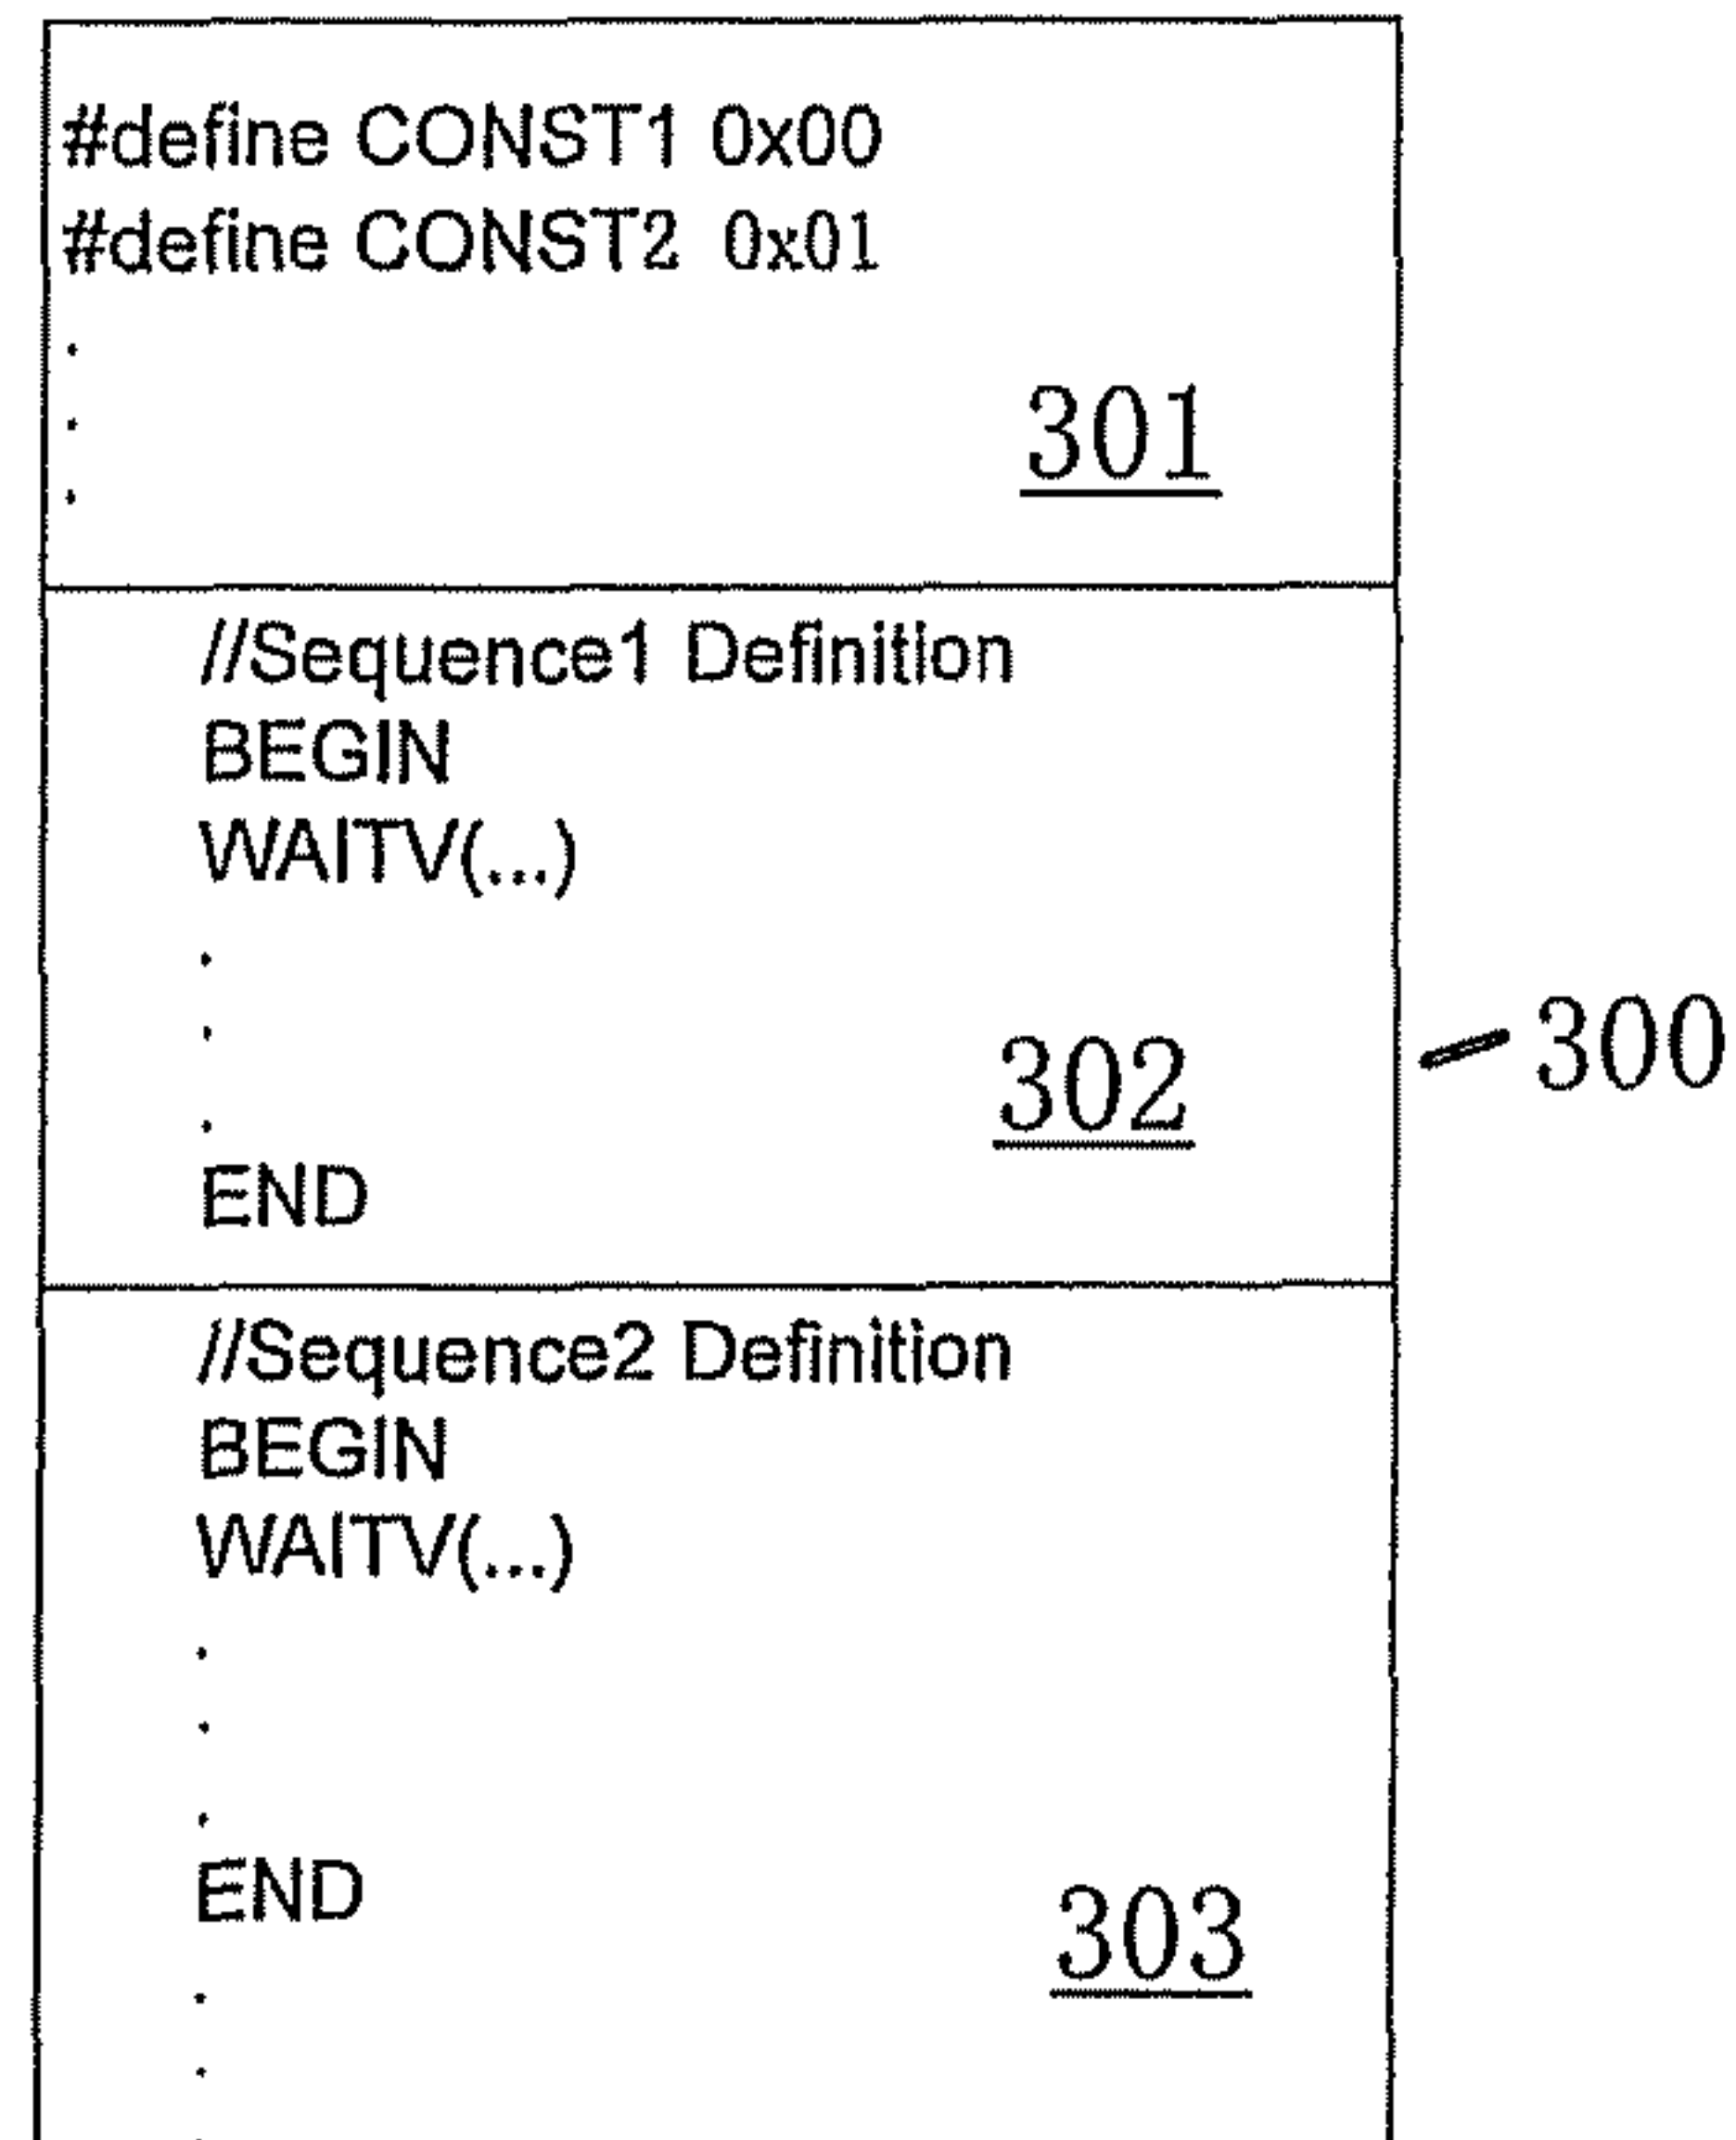 #define CONST1 0x00
#define CONST2 0x01
.
.
.
301
//Sequence1 Definition
BEGIN
WAITV(...)
.
.
.
302
300
END
//Sequence2 Definition
BEGIN
WAITV(...)
.
.
.
END
303
.
.
.